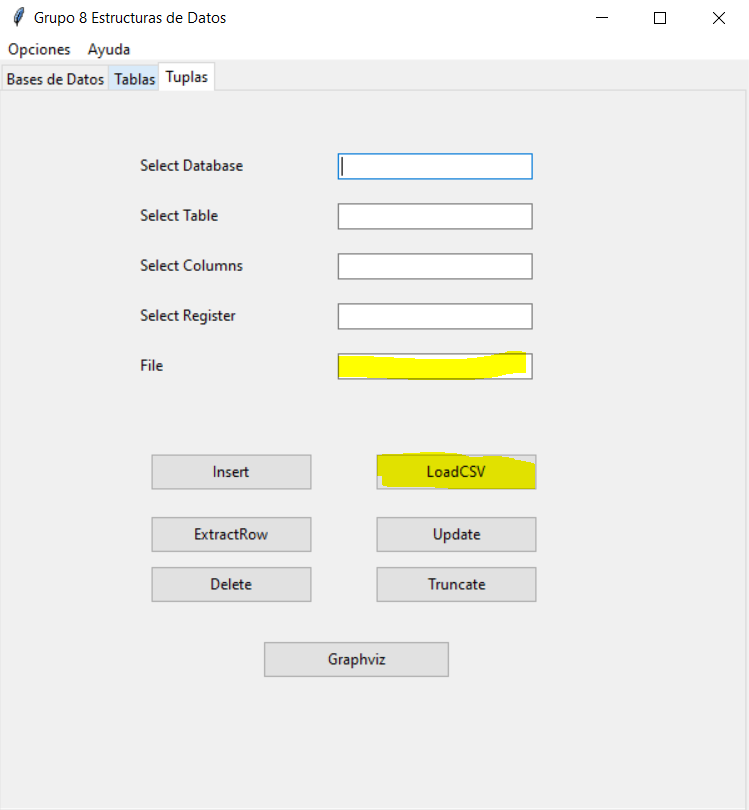 Grupo 8 Estructuras de Datos
Opciones Ayuda
Bases de Datos Tablas Tuplas
Select Database
Select Table
Select Columns
Select Register
File
Insert LoadCSV
ExtractRow Update
Delete Truncate
Graphviz